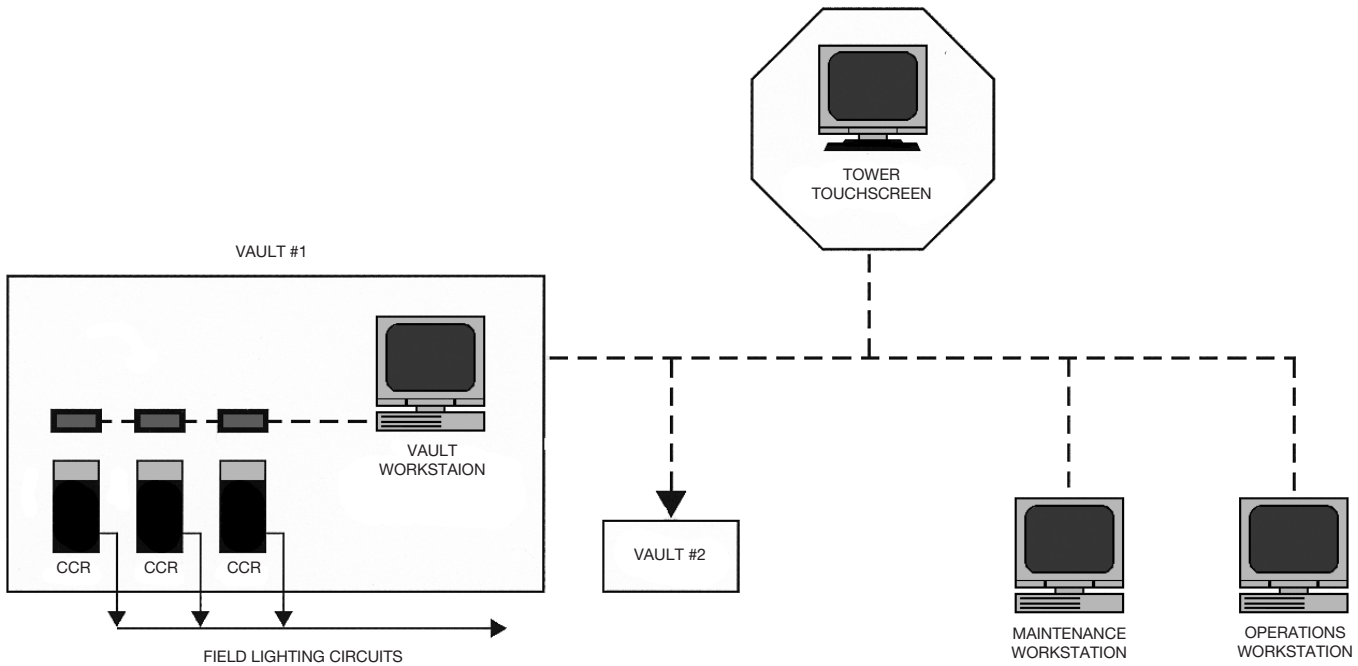 TOWER
TOUCHSCREEN
VAULT #1
VAULT
WORKSTAION
CCR
CCR
CCR
VAULT #2
FIELD LIGHTING CIRCUITS
MAINTENANCE
WORKSTATION
OPERATIONS
WORKSTATION